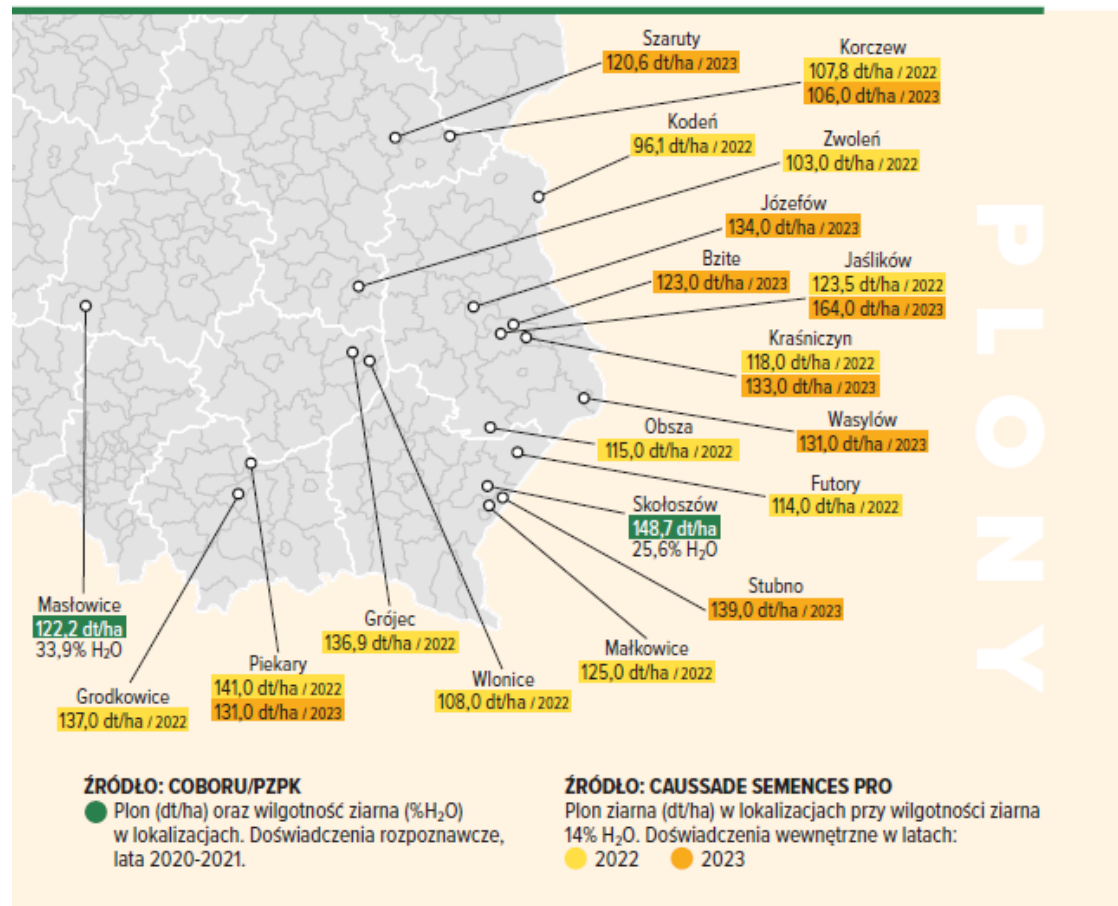 Szaruty
120,6 dt/ha / 2023
Korczew
107,8 dt/ha / 2022
106,0 dt/ha / 2023
Kodeń
96,1 dt/ha / 2022
Zwoleń
103,0 dt/ha / 2022
Józefów
134,0 dt/ha / 2023
Bzite
123,0 dt/ha / 2023
Jaślików
123,5 dt/ha / 2022
164,0 dt/ha / 2023
Kraśniczyn
118,0 dt/ha / 2022
133,0 dt/ha / 2023
Wasylów
131,0 dt/ha / 2023
Obsza
115,0 dt/ha / 2022
Futory
114,0 dt/ha / 2022
Skołoszów
148,7 dt/ha
25,6% H₂O
Stubno
139,0 dt/ha / 2023
Małkowice
125,0 dt/ha / 2022
Wlonice
108,0 dt/ha / 2022
Grójec
136,9 dt/ha / 2022
Piekary
141,0 dt/ha / 2022
131,0 dt/ha / 2023
Grodkowice
137,0 dt/ha / 2022
Masłowice
122,2 dt/ha
33,9% H₂O
PLONY
ŹRÓDŁO: COBORU/PZPK
Plon (dt/ha) oraz wilgotność ziarna (%H₂O)
w lokalizacjach. Doświadczenia rozpoznawcze,
lata 2020-2021.
ŹRÓDŁO: CAUSSADE SEMENCES PRO
Plon ziarna (dt/ha) w lokalizacjach przy wilgotności ziarna
14% H₂O. Doświadczenia wewnętrzne w latach:
2022 2023